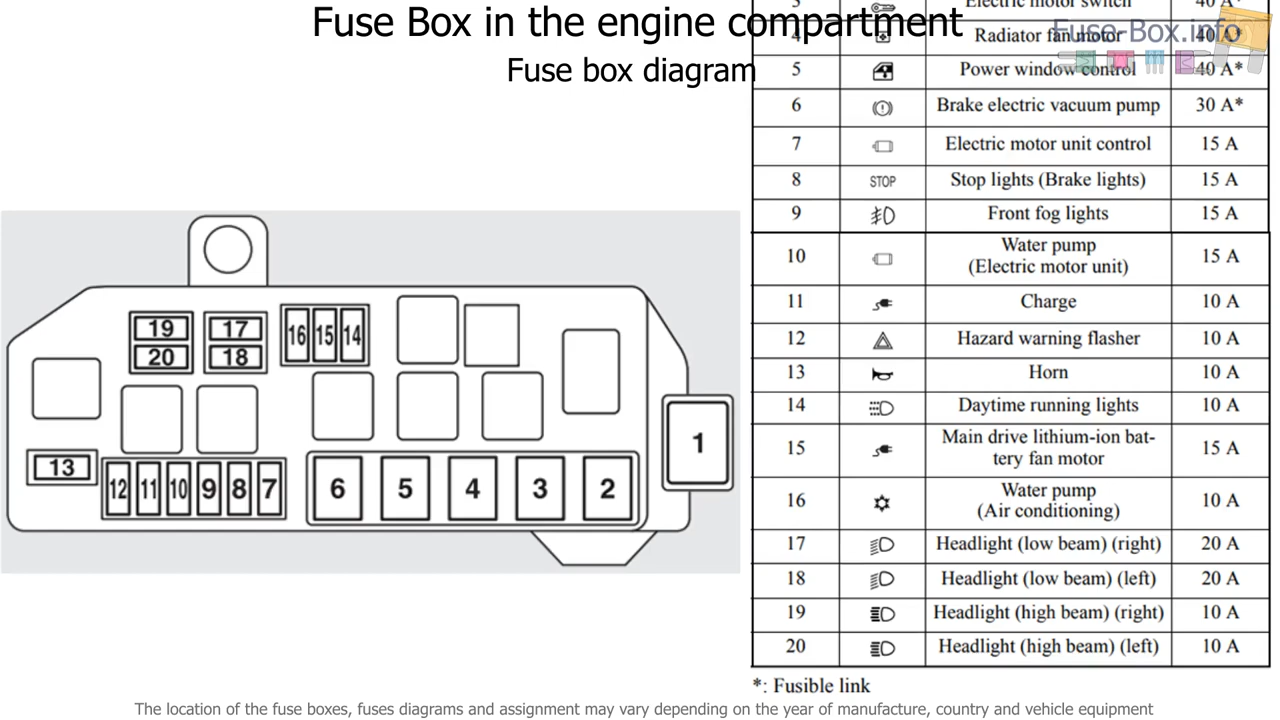 Fuse Box in the engine compartment
Fuse box diagram
Fuse-Box.info
3 Electric motor switch 40 A*
4 Radiator fan motor 40 A*
5 Power window control 40 A*
6 Brake electric vacuum pump 30 A*
7 Electric motor unit control 15 A
8 STOP Stop lights (Brake lights) 15 A
9 Front fog lights 15 A
10 Water pump
(Electric motor unit) 15 A
11 Charge 10 A
12 Hazard warning flasher 10 A
13 Horn 10 A
14 Daytime running lights 10 A
15 Main drive lithium-ion bat-
tery fan motor 15 A
16 Water pump
(Air conditioning) 10 A
17 Headlight (low beam) (right) 20 A
18 Headlight (low beam) (left) 20 A
19 Headlight (high beam) (right) 10 A
20 Headlight (high beam) (left) 10 A
*: Fusible link
19 17 16 15 14
20 18
1
13
12 11 10 9 8 7 6 5 4 3 2
The location of the fuse boxes, fuses diagrams and assignment may vary depending on the year of manufacture, country and vehicle equipment